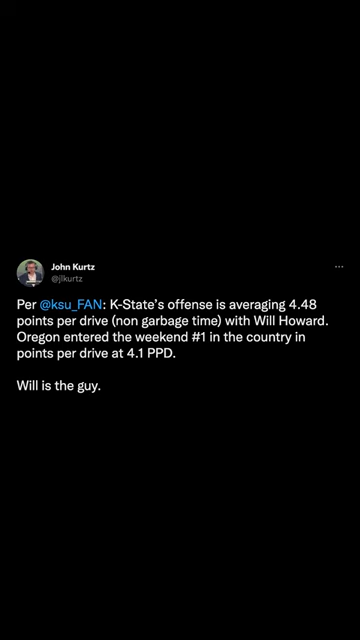 John Kurtz
@jlkurtz
Per @ksu_FAN: K-State's offense is averaging 4.48
points per drive (non garbage time) with Will Howard.
Oregon entered the weekend #1 in the country in
points per drive at 4.1 PPD.
Will is the guy.